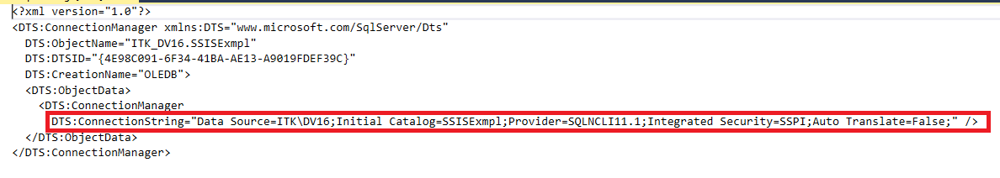 <?xml version="1.0"?>
<DTS:ConnectionManager xmlns:DTS="www.microsoft.com/SqlServer/Dts"
DTS:ObjectName="ITK_DV16.SSISExmpl"
DTS:DTSID="{4E98C091-6F34-41BA-AE13-A9019FDEF39C}"
DTS:CreationName="OLEDB">
<DTS:ObjectData>
<DTS:ConnectionManager
DTS:ConnectionString="Data Source=ITK\DV16;Initial Catalog=SSISExmpl;Provider=SQLNCLI11.1;Integrated Security=SSPI;Auto Translate=False;" />
</DTS:ObjectData>
</DTS:ConnectionManager>